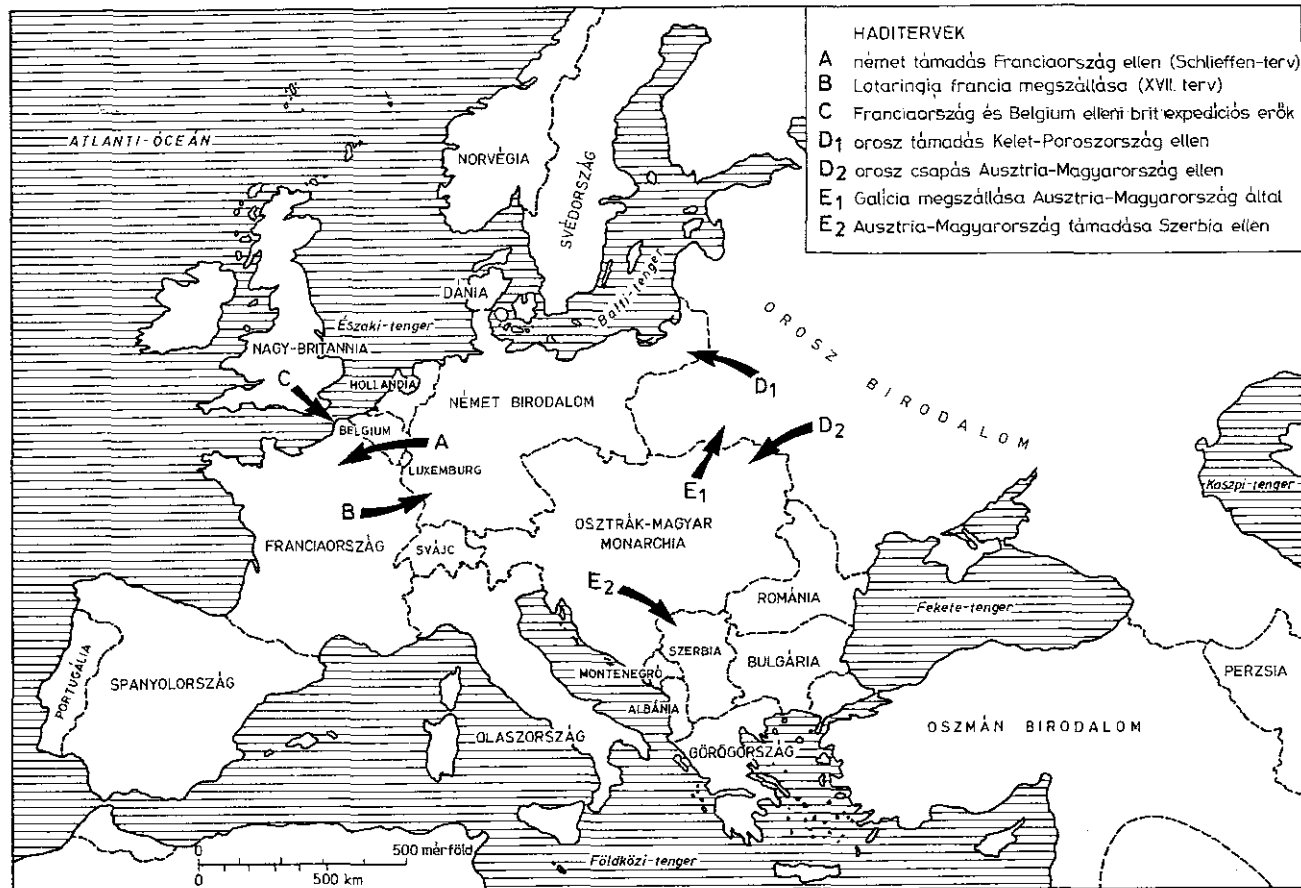 HADITERVEK
A német támadás Franciaország ellen (Schlieffen-terv)
B Lotaringia francia megszállása (XVII. terv)
C Franciaország és Belgium elleni brit expedíciós erők
D1 orosz támadás Kelet-Poroszország ellen
D2 orosz csapás Ausztria-Magyarország ellen
E1 Galícia megszállása Ausztria-Magyarország által
E2 Ausztria-Magyarország támadása Szerbia ellen
ATLANTI-ÓCEÁN
NORVÉGIA
SVÉDORSZÁG
DÁNIA
Balti-tenger
Északi-tenger
NAGY-BRITANNIA
OROSZ BIRODALOM
C
HOLLANDIA
NÉMET BIRODALOM
D1
BELGIUM
A
D2
LUXEMBURG
E1
Kaszpi-tenger
B
OSZTRÁK-MAGYAR
MONARCHIA
FRANCIAORSZÁG
SVÁJC
E2
ROMÁNIA
Fekete-tenger
SZERBIA
BULGÁRIA
PORTUGÁLIA
SPANYOLORSZÁG
MONTENEGRÓ
PERZSIA
ALBÁNIA
OLASZORSZÁG
OSZMÁN BIRODALOM
GÖRÖGORSZÁG
0 500 mérföld
0 500 km
Földközi-tenger